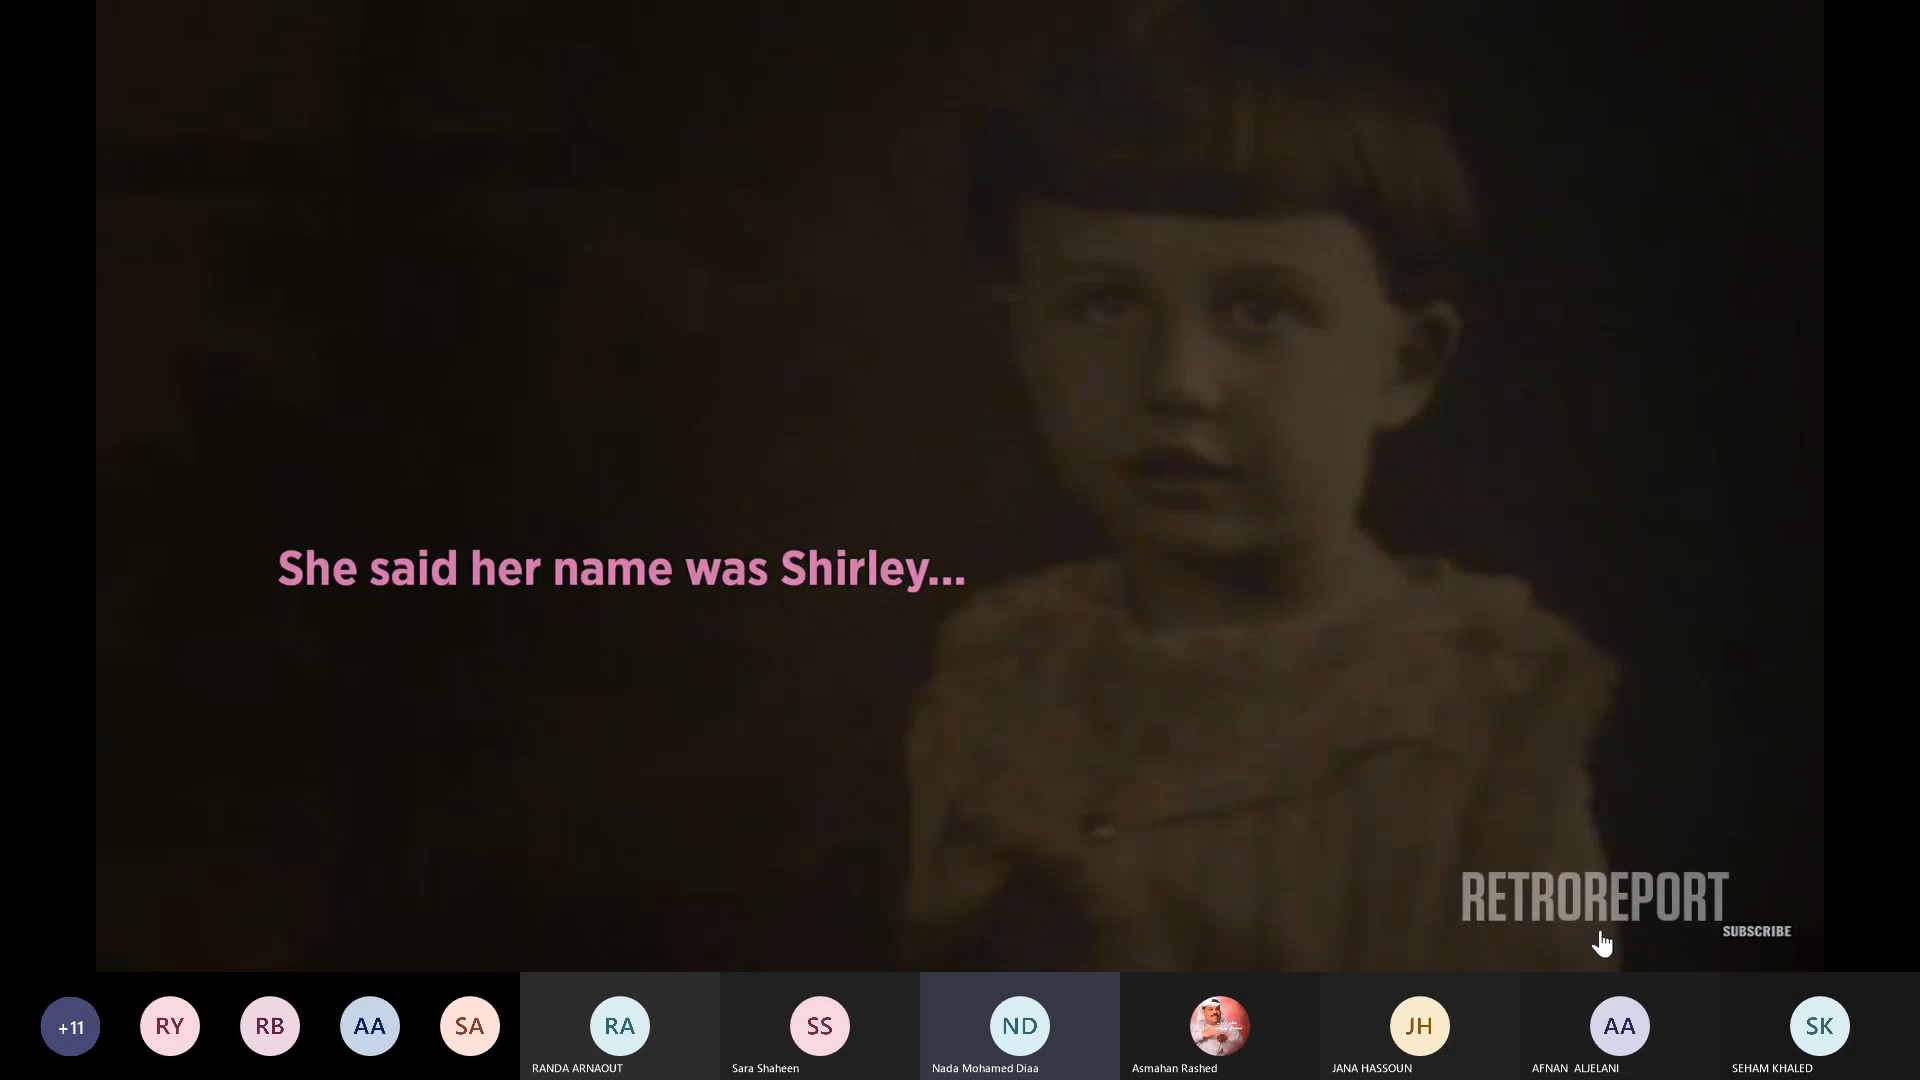 She said her name was Shirley...
RETROREPORT
SUBSCRIBE
+11
RY
RB
AA
SA
RA
SS
ND
JH
AA
SK
RANDA ARNAOUT
Sara Shaheen
Nada Mohamed Diaa
Asmahan Rashed
JANA HASSOUN
AFNAN ALJELANI
SEHAM KHALED